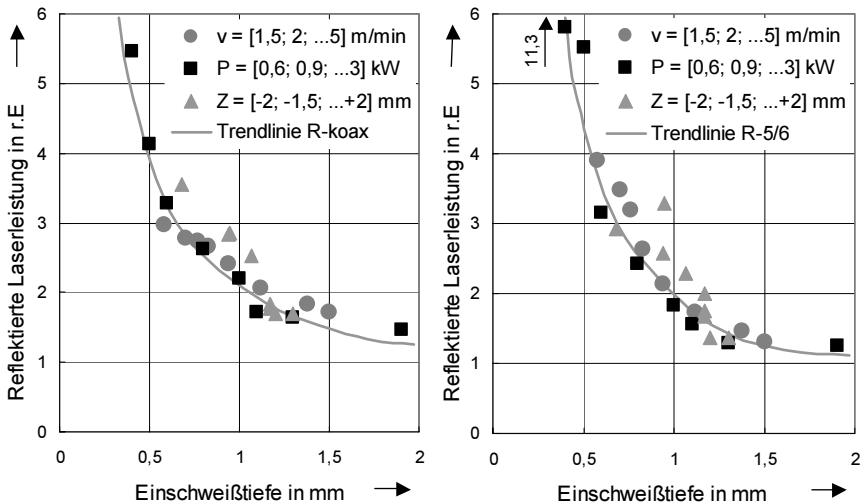 Reflektierte Laserleistung in r.E
6
5
4
3
2
1
0
v = [1,5; 2; ...5] m/min
P = [0,6; 0,9; ...3] kW
Z = [-2; -1,5; ...+2] mm
Trendlinie R-koax
0
0,5
1
1,5
2
Einschweißtiefe in mm
Reflektierte Laserleistung in r.E
6
5
4
3
2
1
0
11,3
v = [1,5; 2; ...5] m/min
P = [0,6; 0,9; ...3] kW
Z = [-2; -1,5; ...+2] mm
Trendlinie R-5/6
0
0,5
1
1,5
2
Einschweißtiefe in mm